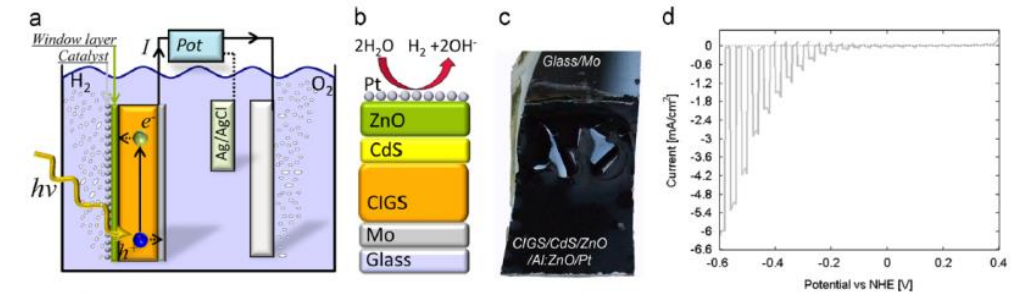 a
Window layer
Catalyst
I
Pot
H₂
O₂
e⁻
Ag/AgCl
hν
h⁺
b
2H₂O H₂ +2OH⁻
Pt
ZnO
CdS
CIGS
Mo
Glass
c
Glass/Mo
CIGS/CdS/ZnO
/Al:ZnO/Pt
d
Current [mA/cm²]
0
-0.6
-1.2
-1.8
-2.4
-3
-3.6
-4.2
-4.8
-5.4
-6
-6.6
-0.6 -0.4 -0.2 0 0.2 0.4
Potential vs NHE [V]